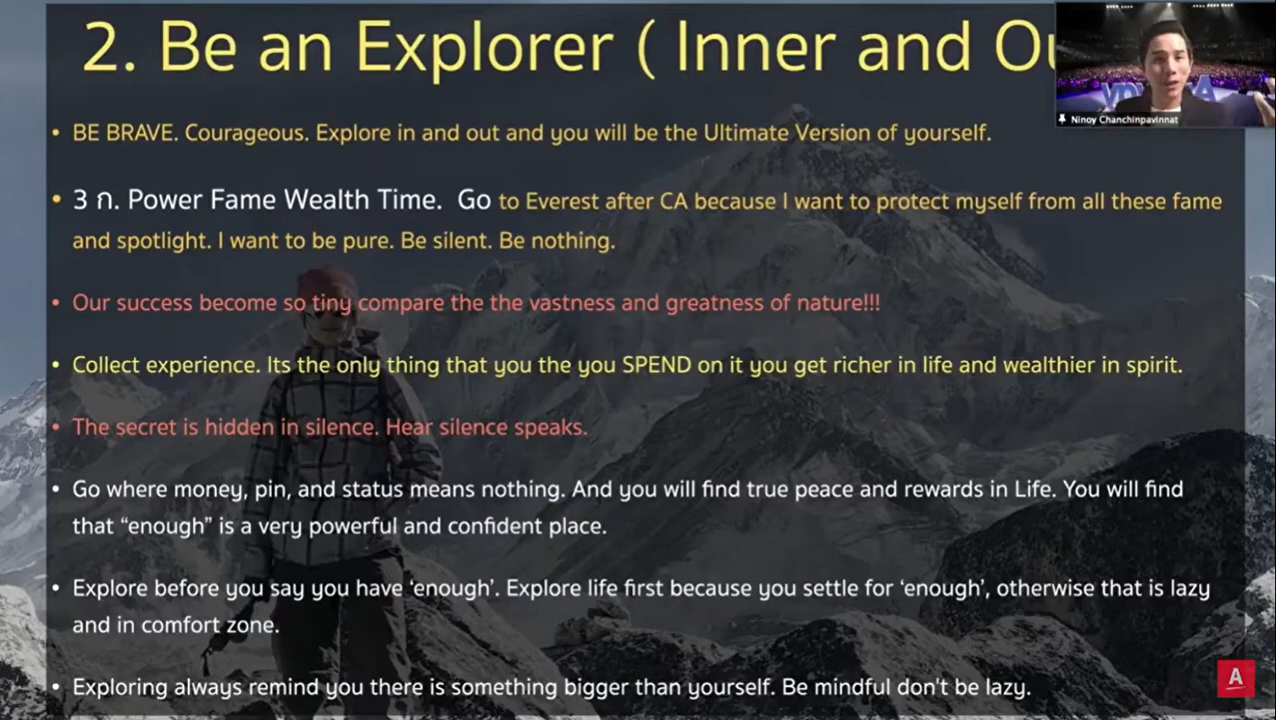 2. Be an Explorer ( Inner and Ou
Ninoy Chanchinpavinnat
• BE BRAVE. Courageous. Explore in and out and you will be the Ultimate Version of yourself.
• 3 ก. Power Fame Wealth Time. Go to Everest after CA because I want to protect myself from all these fame
and spotlight. I want to be pure. Be silent. Be nothing.
• Our success become so tiny compare the the vastness and greatness of nature!!!
• Collect experience. Its the only thing that you the you SPEND on it you get richer in life and wealthier in spirit.
• The secret is hidden in silence. Hear silence speaks.
• Go where money, pin, and status means nothing. And you will find true peace and rewards in Life. You will find
that “enough” is a very powerful and confident place.
• Explore before you say you have ‘enough’. Explore life first because you settle for ‘enough’, otherwise that is lazy
and in comfort zone.
• Exploring always remind you there is something bigger than yourself. Be mindful don't be lazy.
A